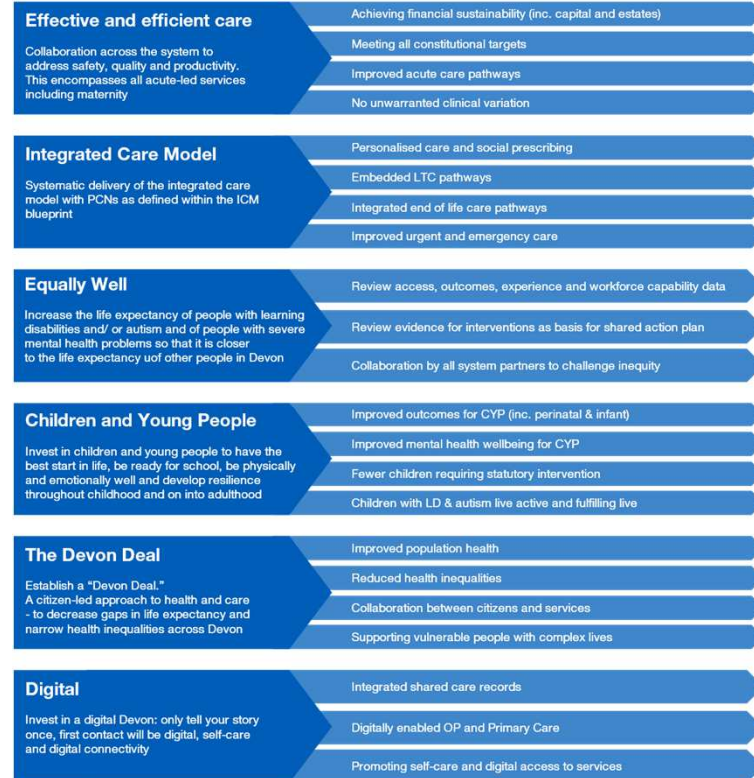 Effective and efficient care
Collaboration across the system to
address safety, quality and productivity.
This encompasses all acute-led services
including maternity
Achieving financial sustainability (inc. capital and estates)
Meeting all constitutional targets
Improved acute care pathways
No unwarranted clinical variation
Integrated Care Model
Systematic delivery of the integrated care
model with PCNs as defined within the ICM
blueprint
Personalised care and social prescribing
Embedded LTC pathways
Integrated end of life care pathways
Improved urgent and emergency care
Equally Well
Increase the life expectancy of people with learning
disabilities and/ or autism and of people with severe
mental health problems so that it is closer
to the life expectancy uof other people in Devon
Review access, outcomes, experience and workforce capability data
Review evidence for interventions as basis for shared action plan
Collaboration by all system partners to challenge inequity
Children and Young People
Invest in children and young people to have the
best start in life, be ready for school, be physically
and emotionally well and develop resilience
throughout childhood and on into adulthood
Improved outcomes for CYP (inc. perinatal & infant)
Improved mental health wellbeing for CYP
Fewer children requiring statutory intervention
Children with LD & autism live active and fulfilling live
The Devon Deal
Establish a “Devon Deal.”
A citizen-led approach to health and care
- to decrease gaps in life expectancy and
narrow health inequalities across Devon
Improved population health
Reduced health inequalities
Collaboration between citizens and services
Supporting vulnerable people with complex lives
Digital
Invest in a digital Devon: only tell your story
once, first contact will be digital, self-care
and digital connectivity
Integrated shared care records
Digitally enabled OP and Primary Care
Promoting self-care and digital access to services